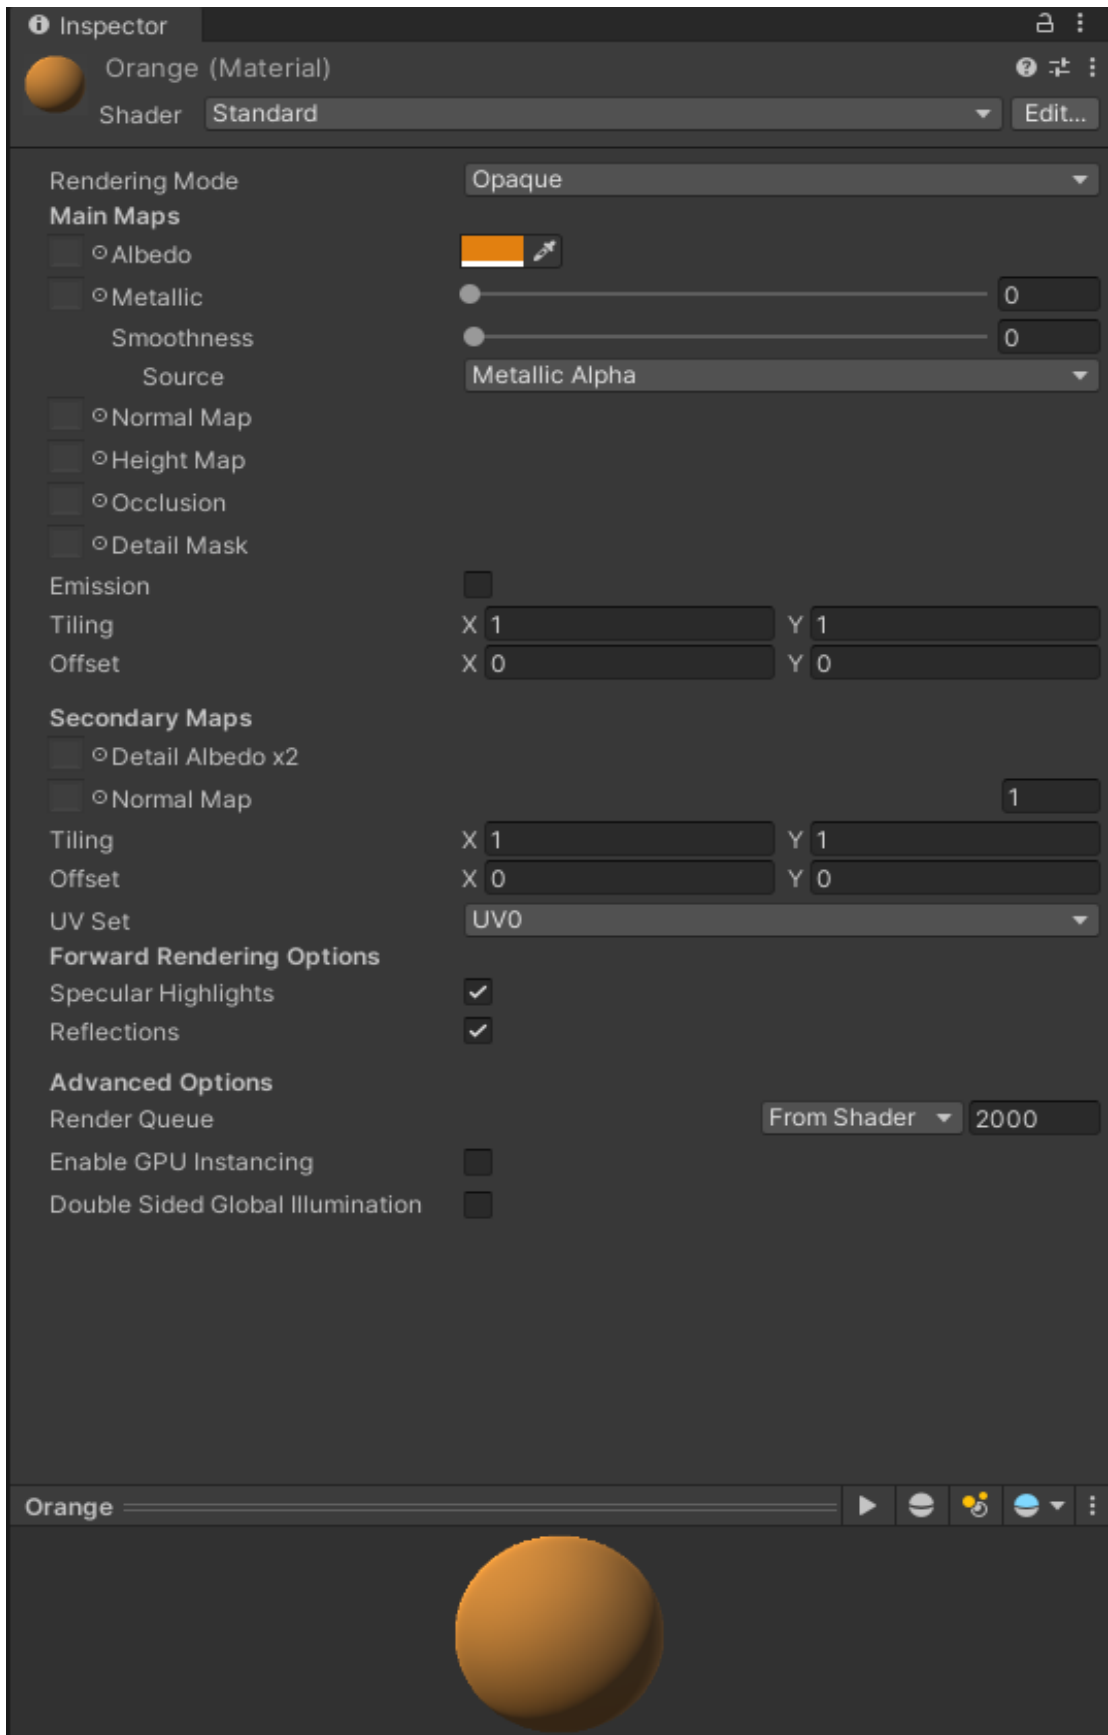 Inspector
Orange (Material)
Shader Standard Edit...
Rendering Mode Opaque
Main Maps
Albedo
Metallic 0
Smoothness 0
Source Metallic Alpha
Normal Map
Height Map
Occlusion
Detail Mask
Emission
Tiling X 1 Y 1
Offset X 0 Y 0
Secondary Maps
Detail Albedo x2
Normal Map 1
Tiling X 1 Y 1
Offset X 0 Y 0
UV Set UV0
Forward Rendering Options
Specular Highlights
Reflections
Advanced Options
Render Queue From Shader 2000
Enable GPU Instancing
Double Sided Global Illumination
Orange